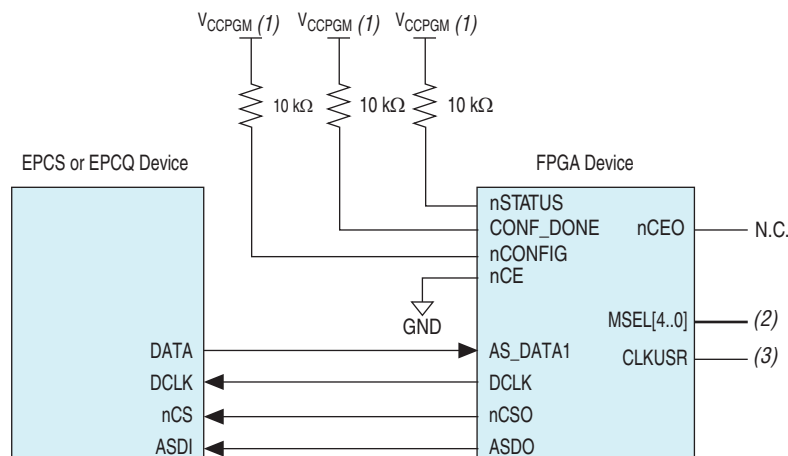 VCCPGM (1) VCCPGM (1) VCCPGM (1)
10 kΩ 10 kΩ 10 kΩ
EPCS or EPCQ Device
FPGA Device
nSTATUS
CONF_DONE
nCEO
N.C.
nCONFIG
nCE
GND
MSEL[4..0]
(2)
DATA
AS_DATA1
CLKUSR
(3)
DCLK
DCLK
nCS
nCSO
ASDI
ASDO